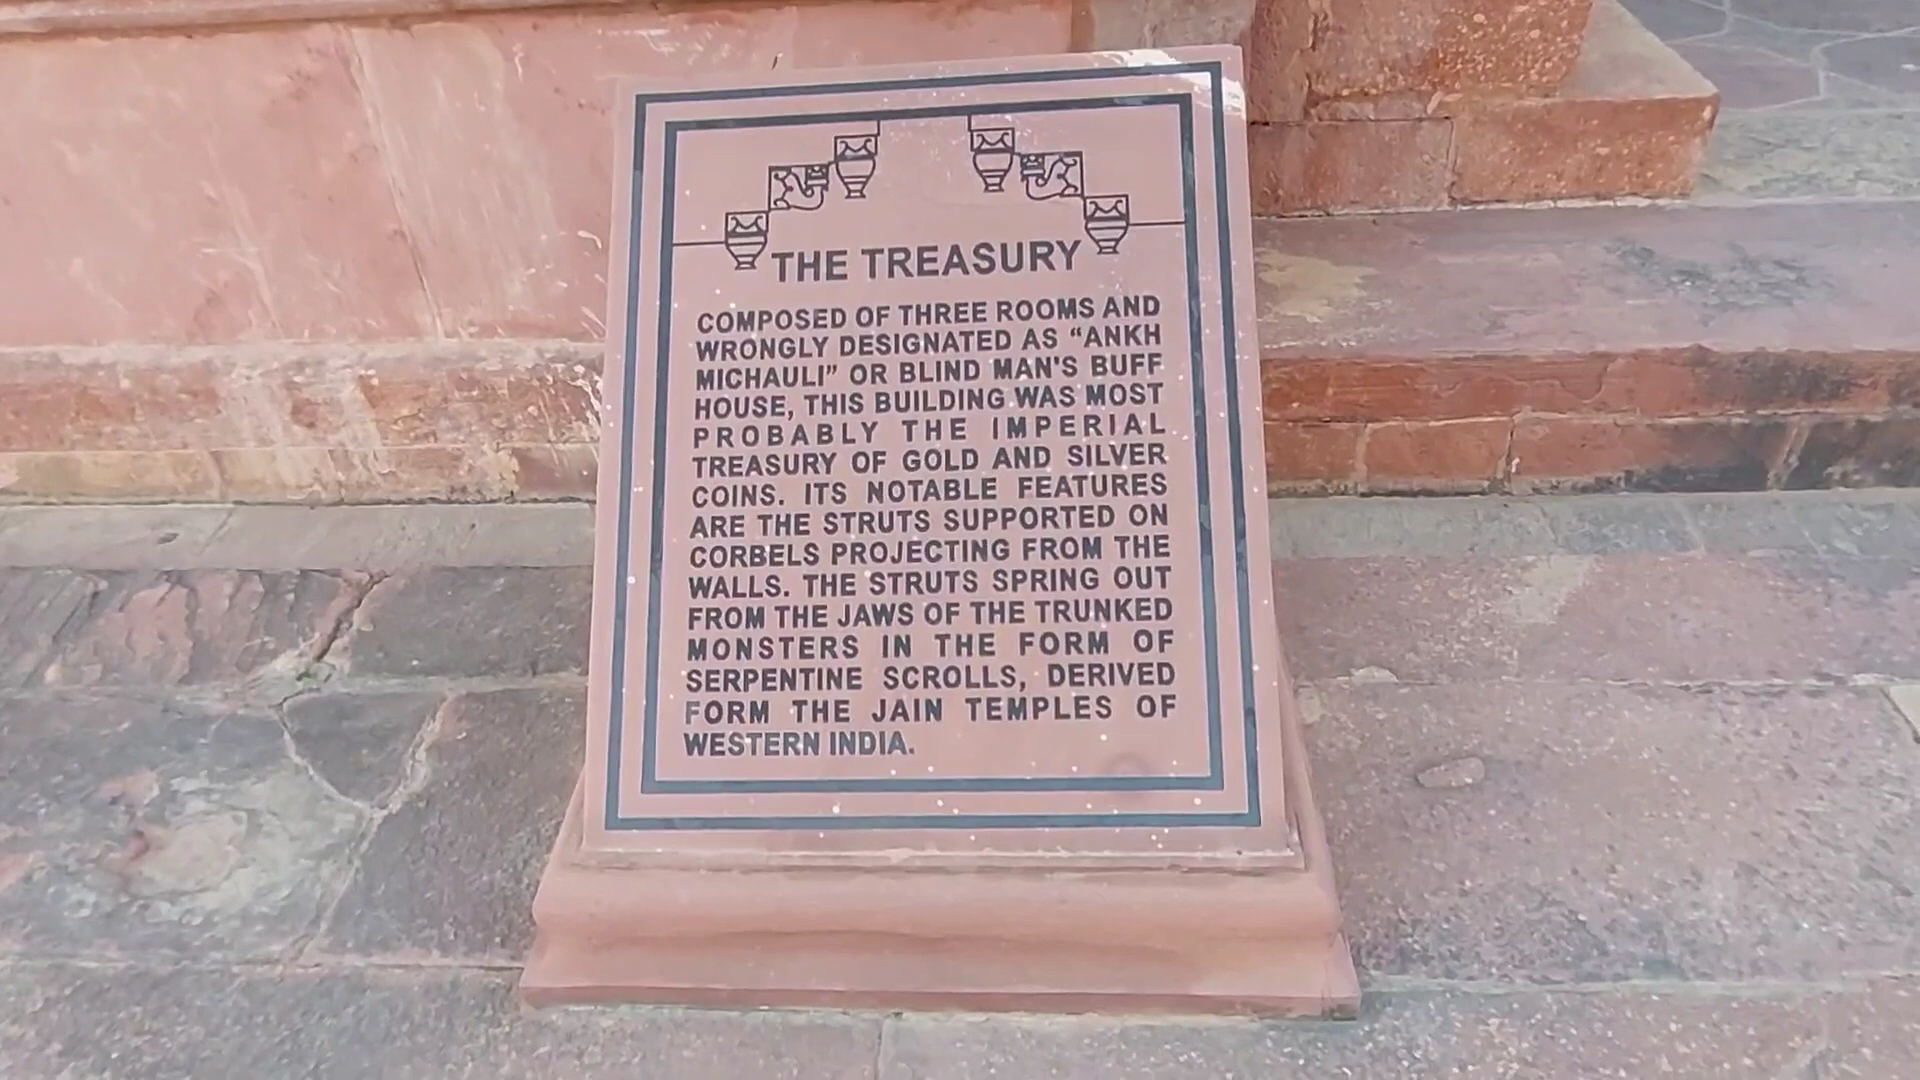 THE TREASURY
COMPOSED OF THREE ROOMS AND
WRONGLY DESIGNATED AS “ANKH
MICHAULI” OR BLIND MAN'S BUFF
HOUSE, THIS BUILDING WAS MOST
PROBABLY THE IMPERIAL
TREASURY OF GOLD AND SILVER
COINS. ITS NOTABLE FEATURES
ARE THE STRUTS SUPPORTED ON
CORBELS PROJECTING FROM THE
WALLS. THE STRUTS SPRING OUT
FROM THE JAWS OF THE TRUNKED
MONSTERS IN THE FORM OF
SERPENTINE SCROLLS, DERIVED
FORM THE JAIN TEMPLES OF
WESTERN INDIA.